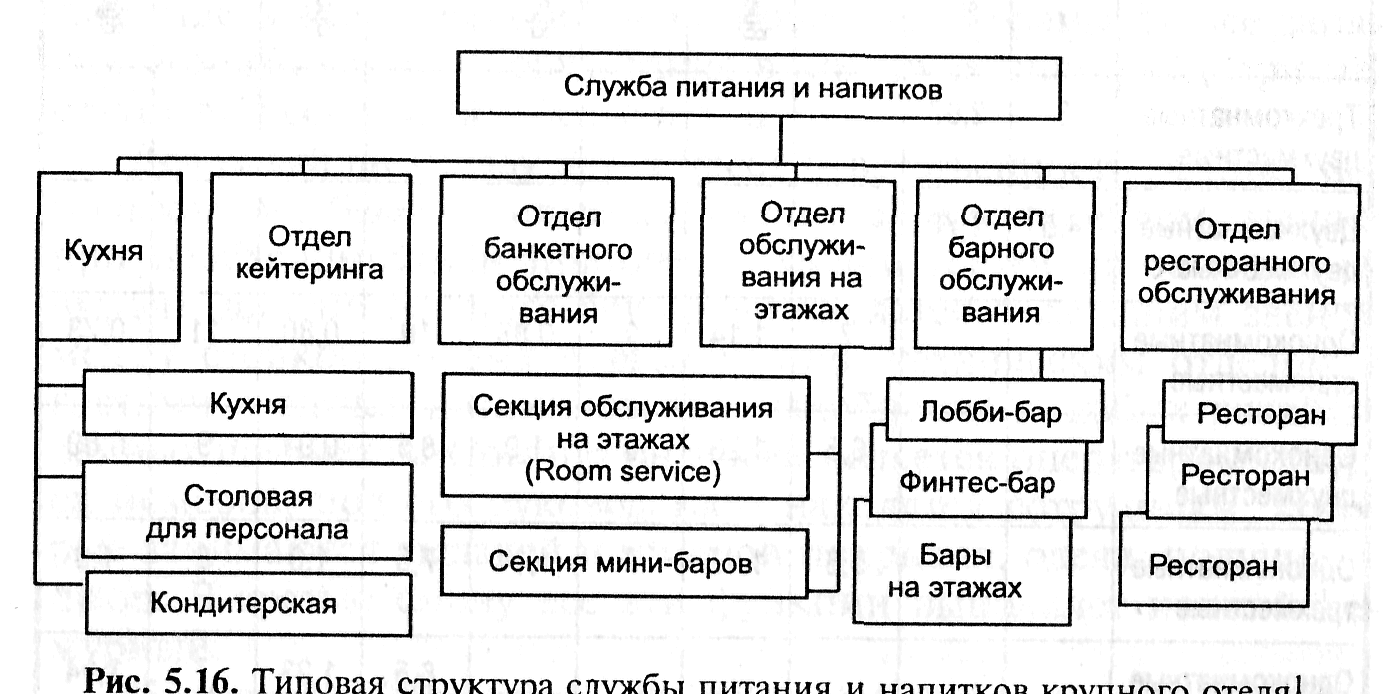 Служба питания и напитков
Кухня
Отдел
кейтеринга
Отдел
банкетного
обслужи-
вания
Отдел
обслужи-
вания на
этажах
Отдел
барного
обслужи-
вания
Отдел
ресторанного
обслуживания
Кухня
Столовая
для персонала
Кондитерская
Секция обслуживания
на этажах
(Room service)
Секция мини-баров
Лобби-бар
Финтес-бар
Бары
на этажах
Ресторан
Ресторан
Ресторан
Рис. 5.16. Типовая структура службы питания и напитков крупного отеля